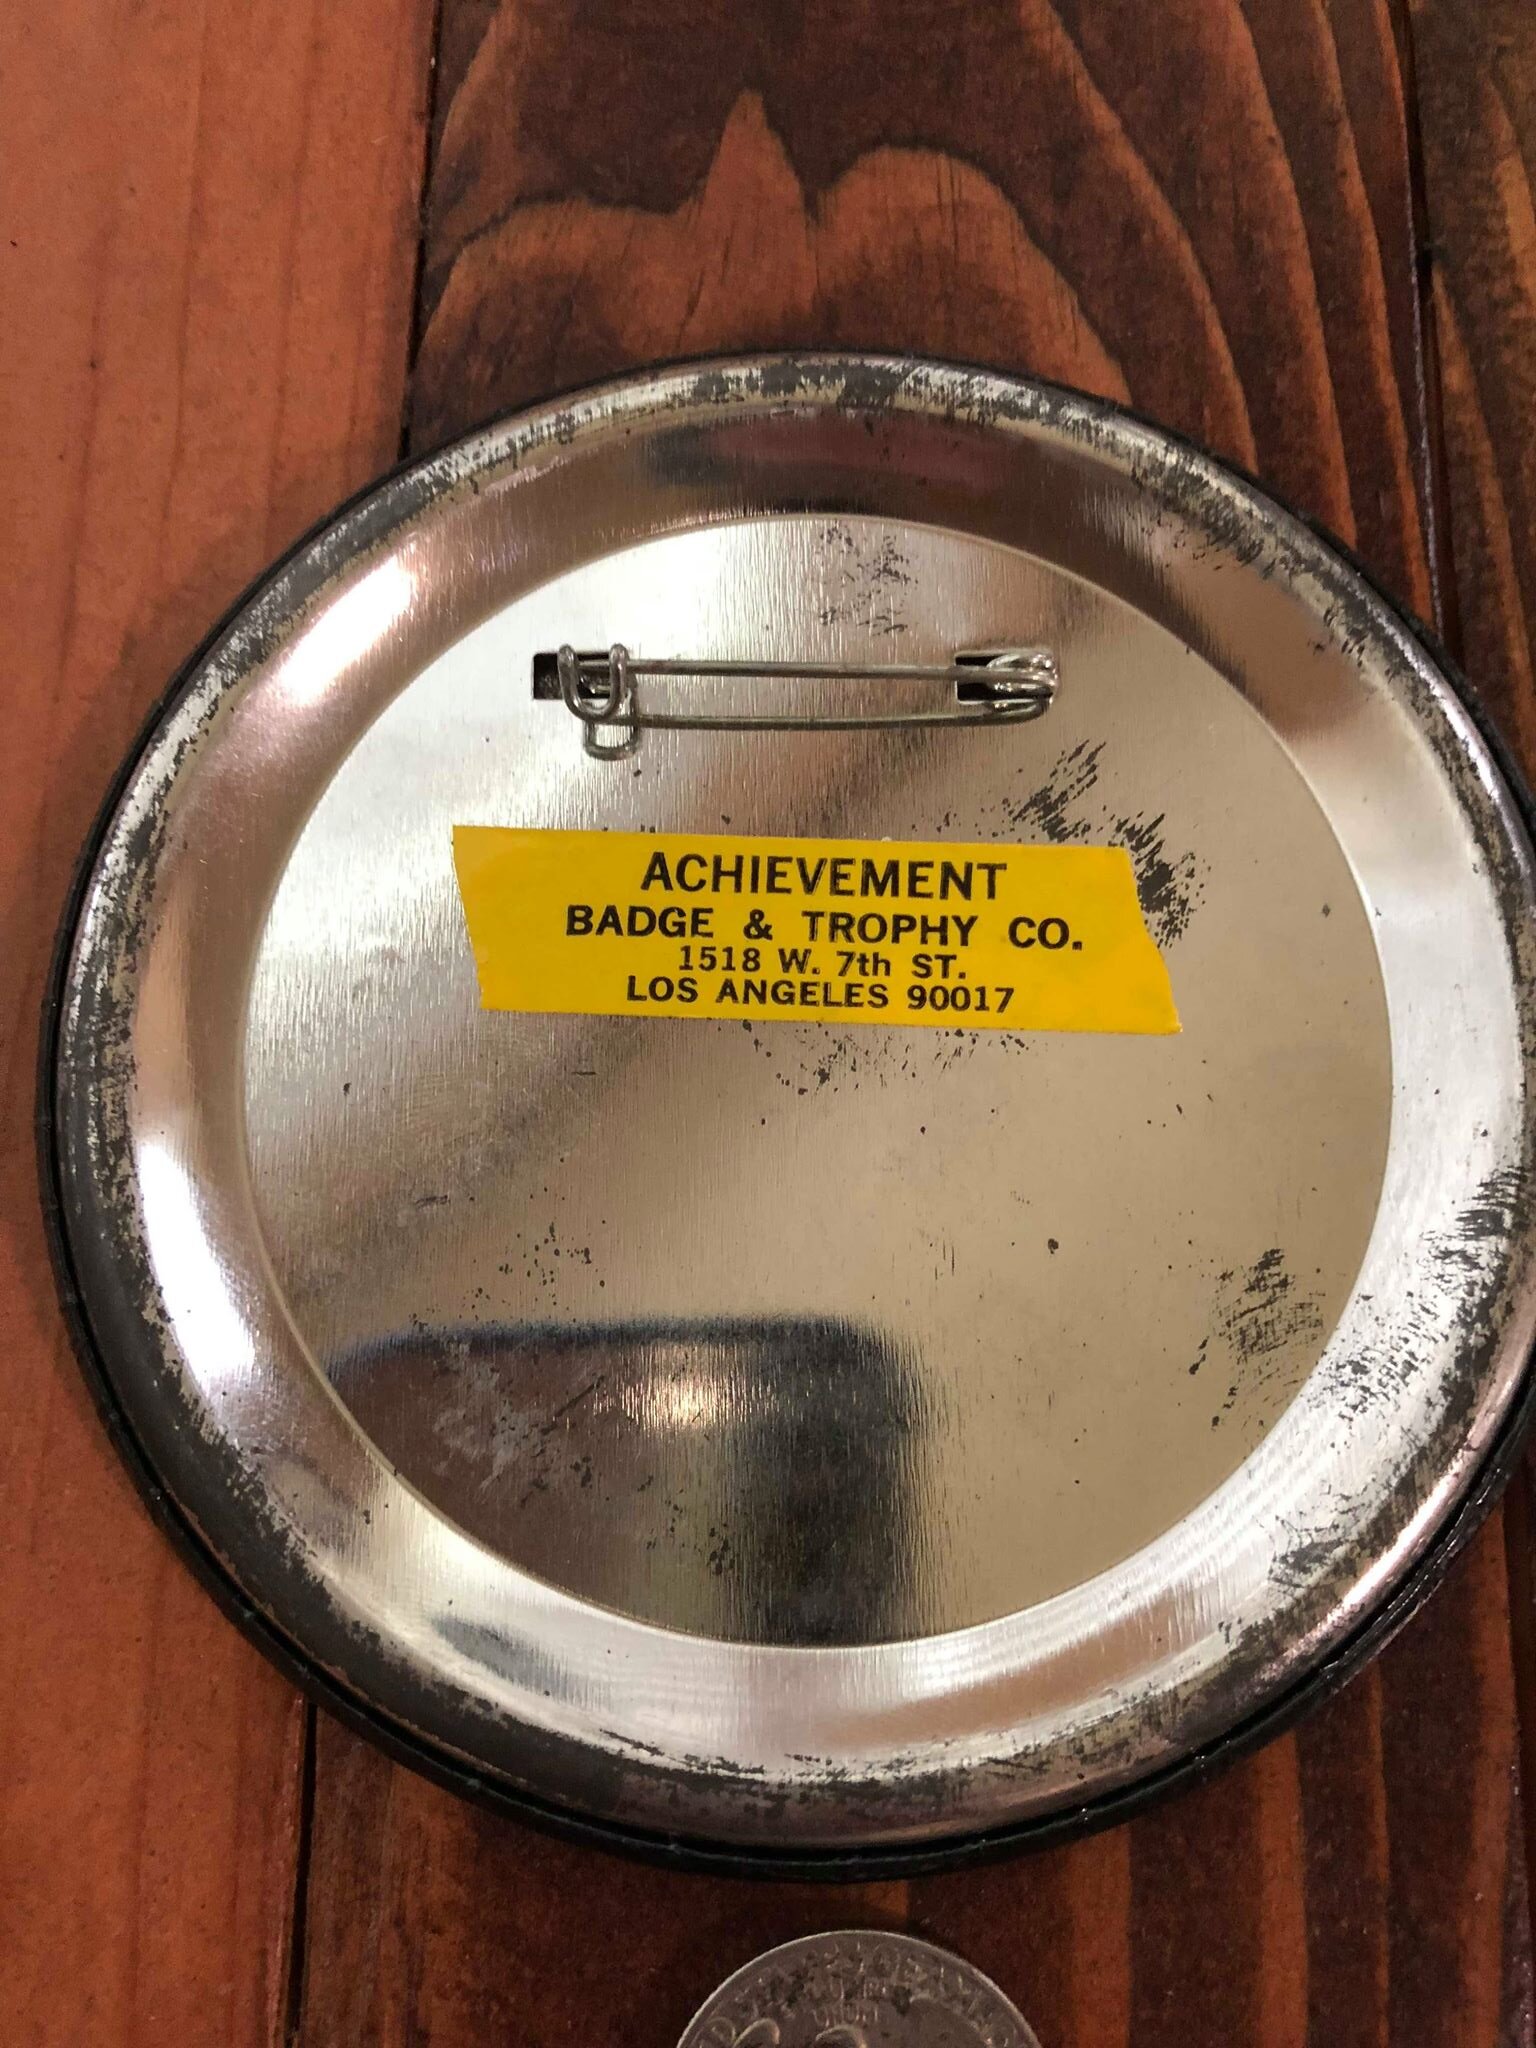 ACHIEVEMENT
BADGE & TROPHY CO.
1518 W. 7th ST.
LOS ANGELES 90017